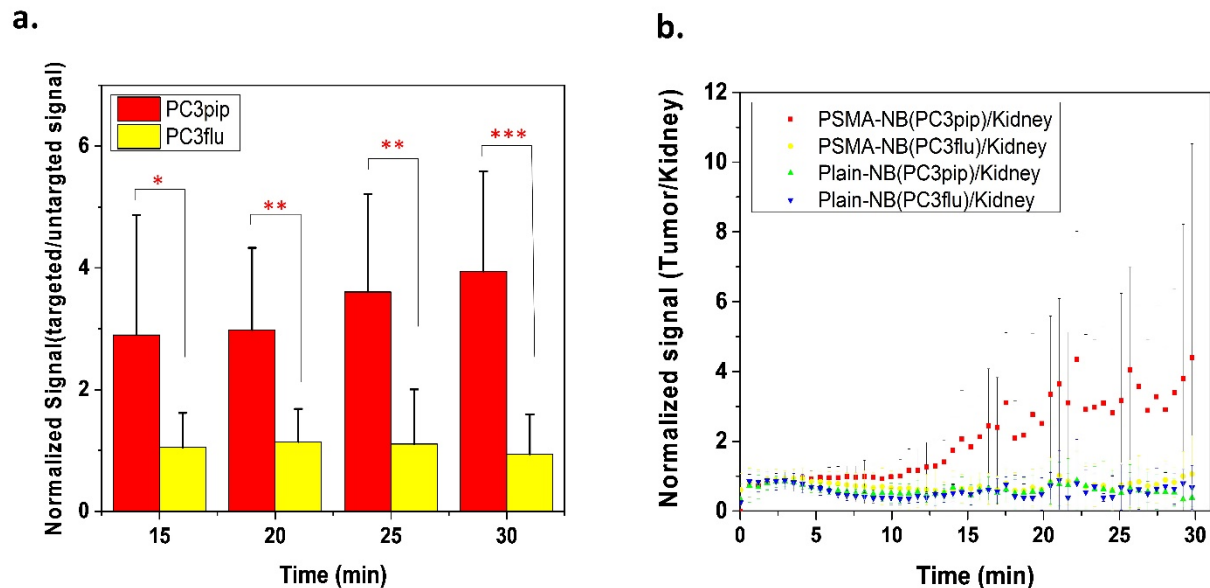 a.
Normalized Signal(targeted/untargted signal)
6
4
2
0
PC3pip
PC3flu
*
**
**
***
15 20 25 30
Time (min)
b.
Normalized signal (Tumor/Kidney)
12
10
8
6
4
2
0
PSMA-NB(PC3pip)/Kidney
PSMA-NB(PC3flu)/Kidney
Plain-NB(PC3pip)/Kidney
Plain-NB(PC3flu)/Kidney
0 5 10 15 20 25 30
Time (min)